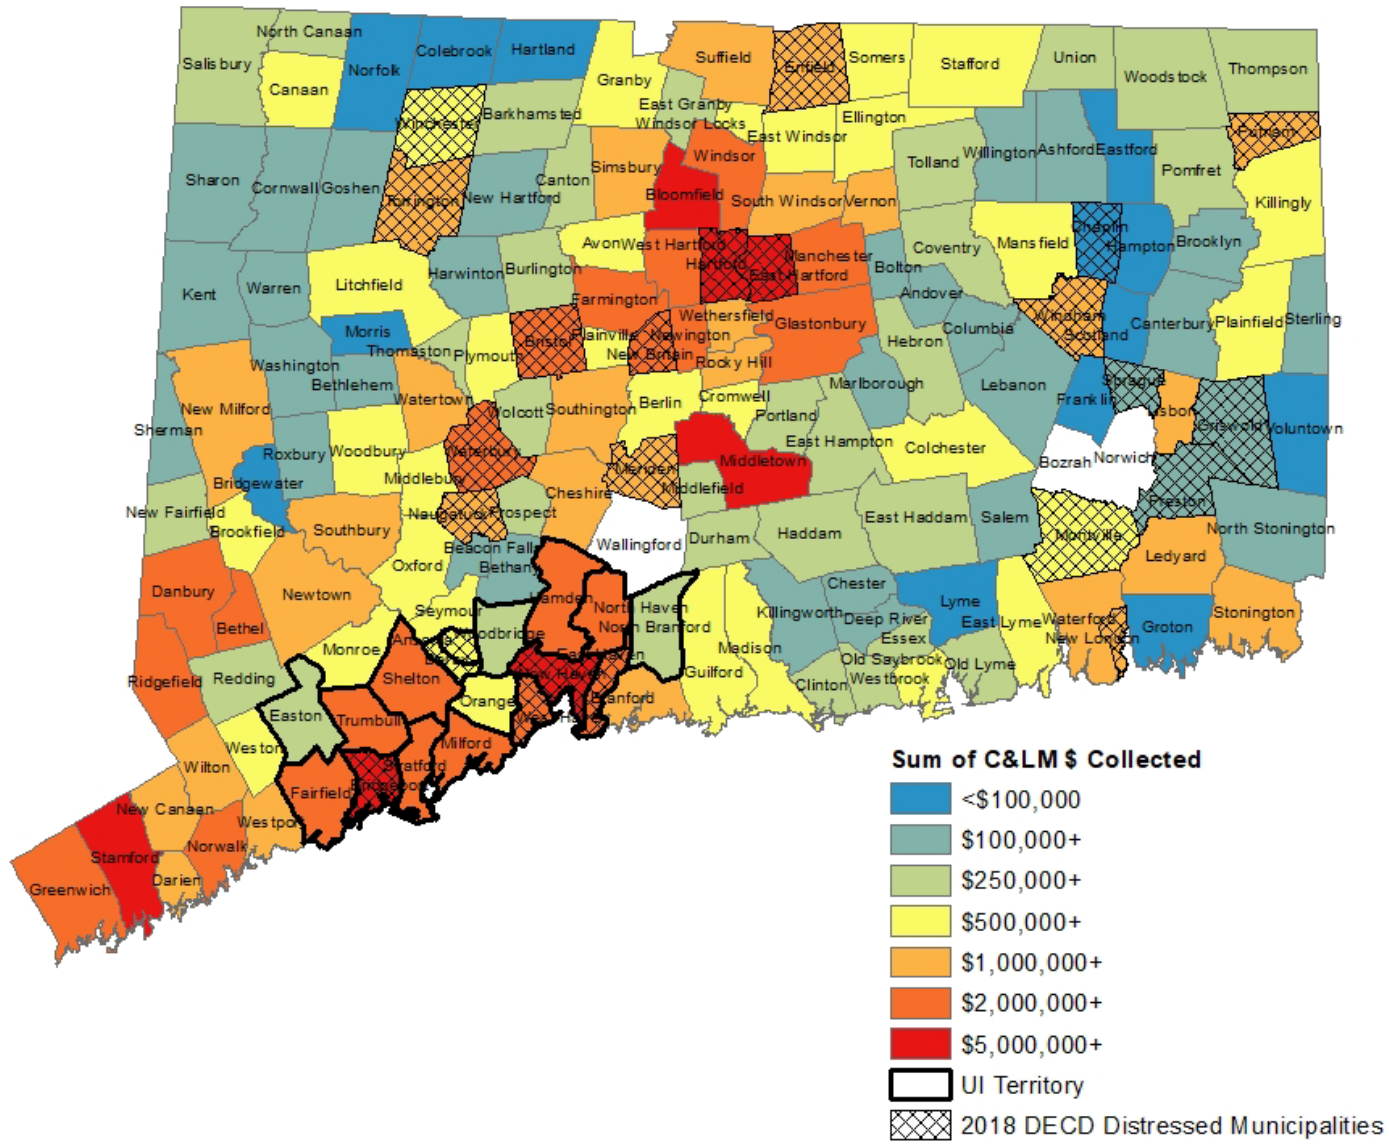 North Canaan
Salisbury
Canaan
Norfolk
Colebrook
Hartland
Granby
Suffield
Enfield
Somers
Stafford
Union
Woodstock
Thompson
Winchester
Barkhamsted
East Granby
Windsor Locks
East Windsor
Ellington
Tolland
Willington
Ashford
Eastford
Pomfret
Putnam
Killingly
Sharon
Cornwall
Goshen
Torrington
New Hartford
Canton
Simsbury
Bloomfield
Windsor
South Windsor
Vernon
Coventry
Mansfield
Chaplin
Hampton
Brooklyn
Kent
Warren
Litchfield
Harwinton
Burlington
Avon
West Hartford
Hartford
East Hartford
Manchester
Bolton
Andover
Columbia
Windham
Scotland
Canterbury
Plainfield
Sterling
Morris
Thomaston
Plymouth
Bristol
Farmington
Plainville
New Britain
Newington
Wethersfield
Rocky Hill
Glastonbury
Hebron
Marlborough
Lebanon
Franklin
Sprague
Lisbon
Griswold
Voluntown
Washington
Bethlehem
Watertown
Wolcott
Southington
Berlin
Cromwell
Portland
East Hampton
Colchester
Bozrah
Norwich
Preston
North Stonington
New Milford
Sherman
Roxbury
Woodbury
Bridgewater
Middlebury
Waterbury
Cheshire
Meriden
Middletown
Middlefield
New Fairfield
Brookfield
Southbury
Naugatuck
Prospect
Wallingford
Durham
Haddam
East Haddam
Salem
Montville
Ledyard
Danbury
Bethel
Newtown
Oxford
Beacon Falls
Bethany
Hamden
North Haven
North Branford
Killingworth
Chester
Deep River
Essex
Lyme
East Lyme
Waterford
New London
Groton
Stonington
Ridgefield
Redding
Monroe
Seymour
Ansonia
Derby
Woodbridge
East Haven
New Haven
West Haven
Branford
Guilford
Madison
Clinton
Old Saybrook
Westbrook
Old Lyme
Easton
Trumbull
Shelton
Orange
Milford
Stratford
Bridgeport
Fairfield
Weston
Wilton
New Canaan
Westport
Norwalk
Darien
Stamford
Greenwich
Sum of C&LM $ Collected
<$100,000
$100,000+
$250,000+
$500,000+
$1,000,000+
$2,000,000+
$5,000,000+
UI Territory
2018 DECD Distressed Municipalities